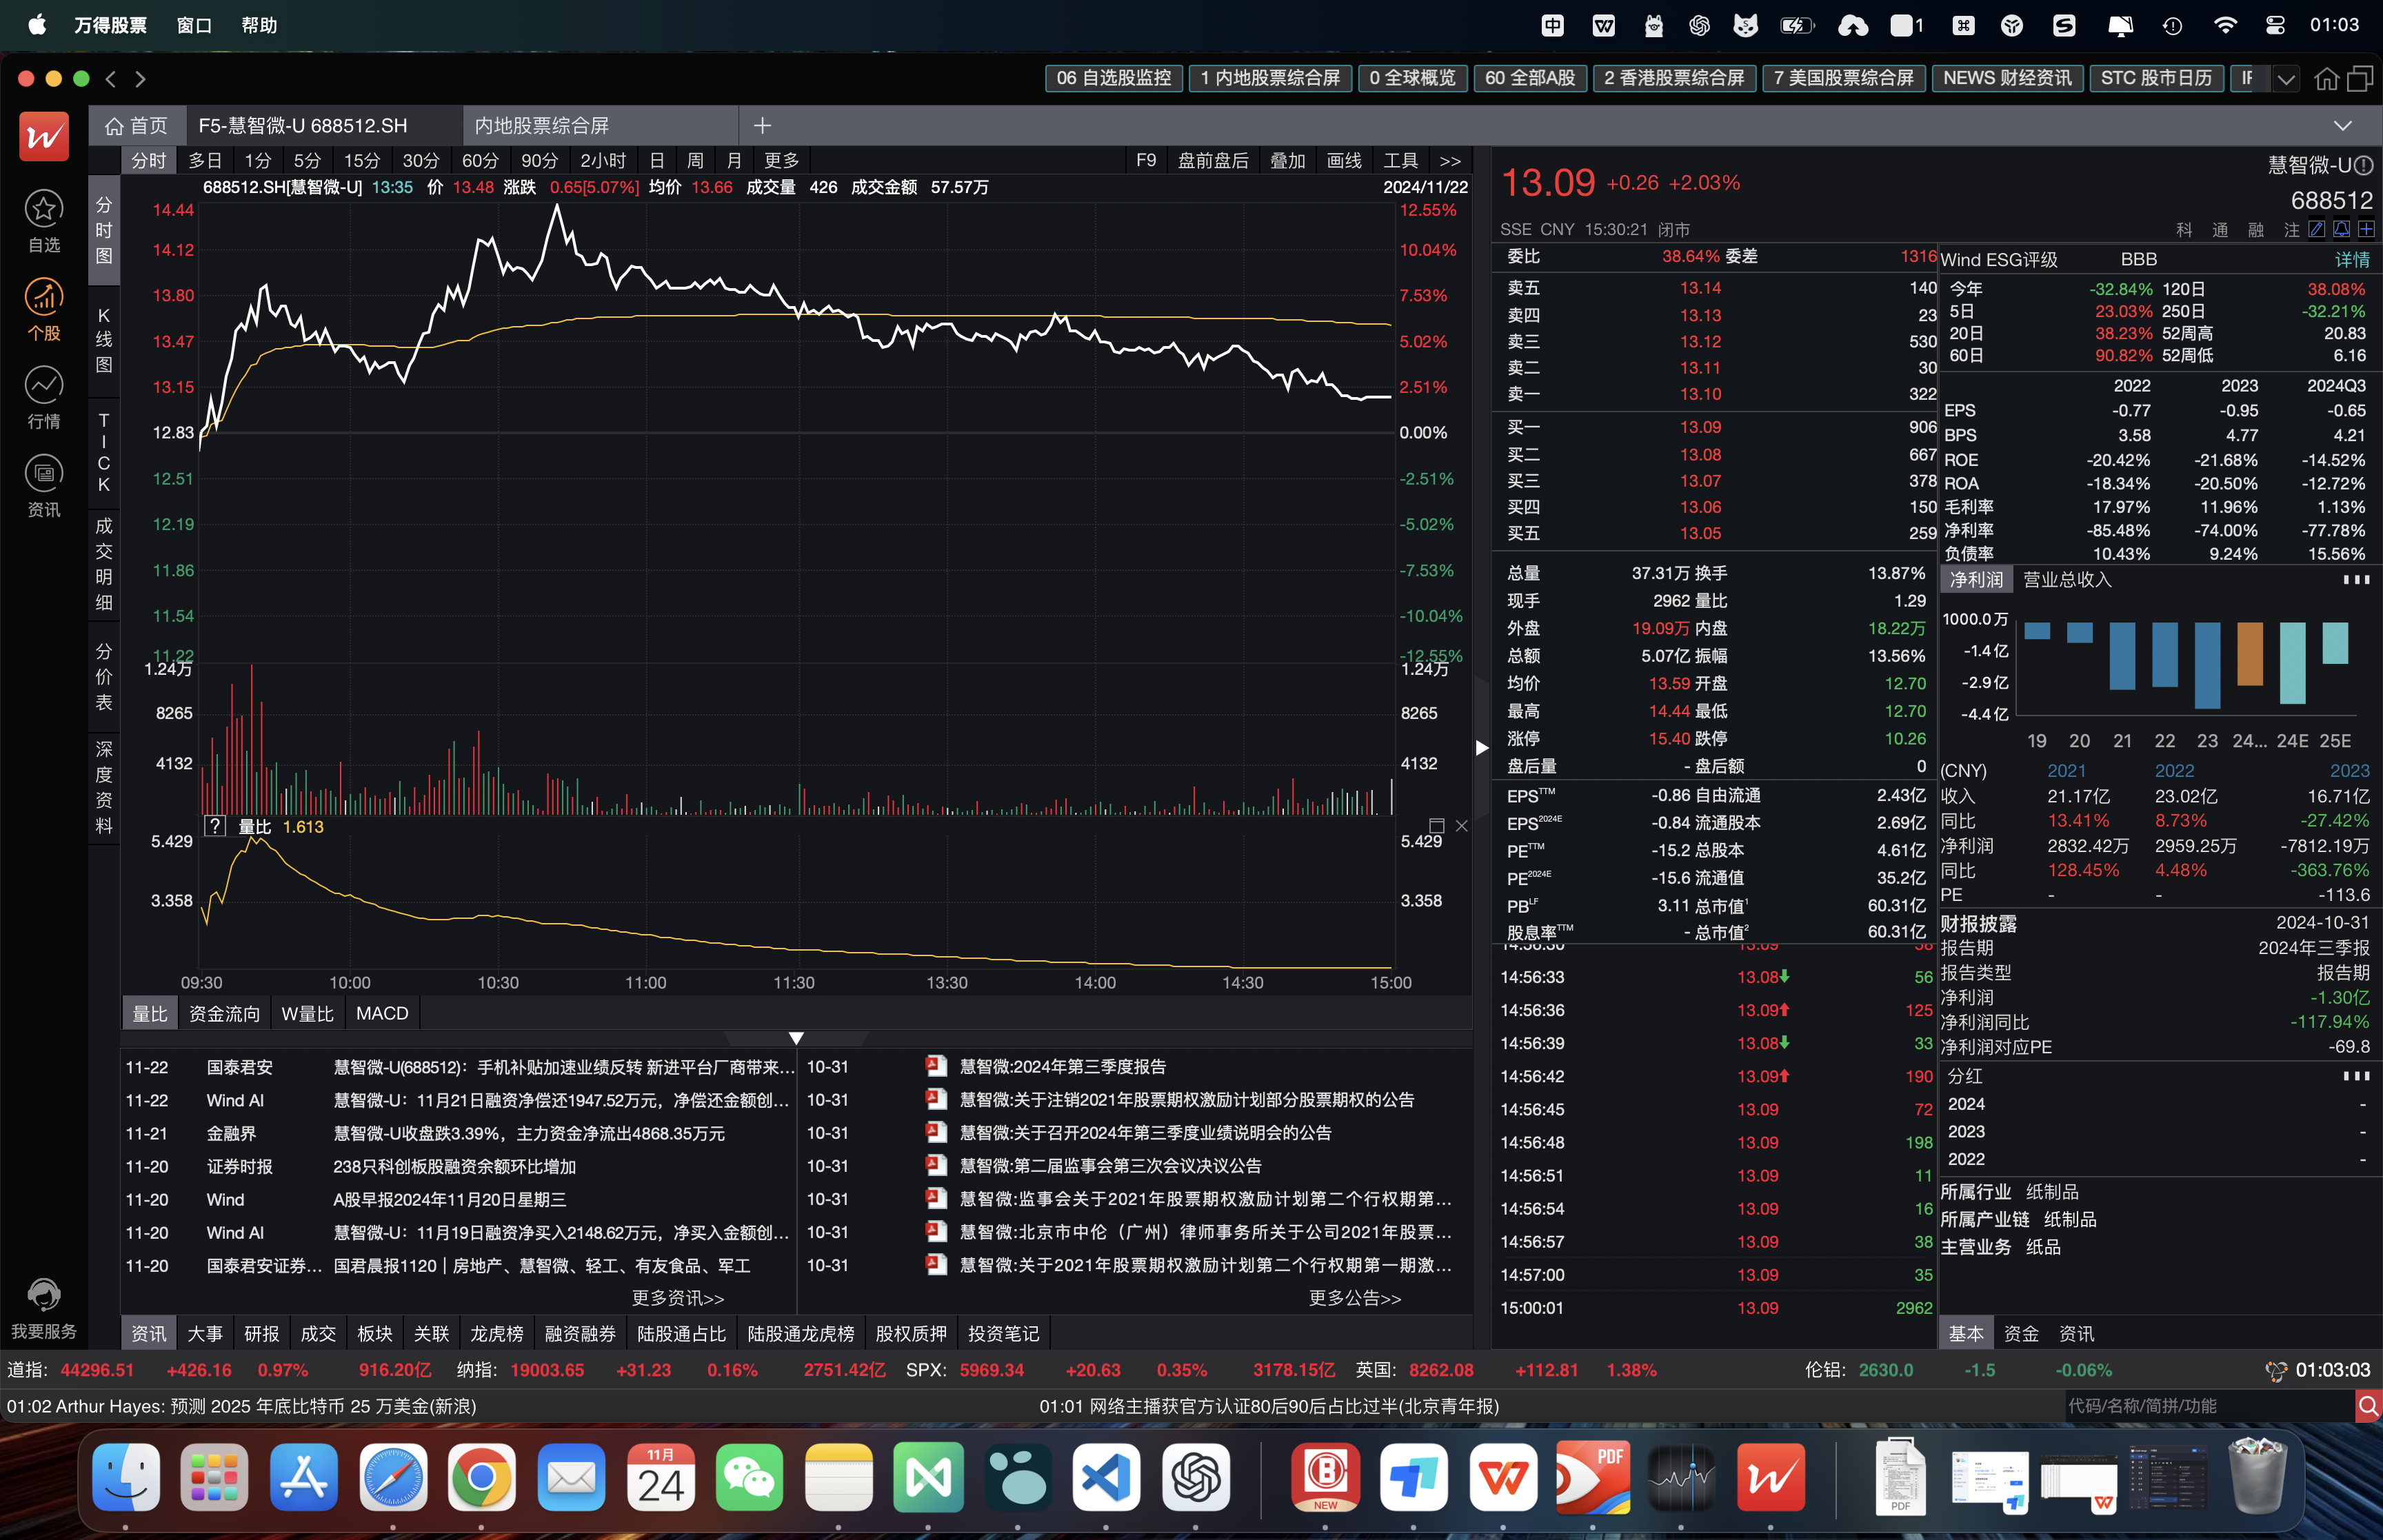 万得股票 窗口 帮助 1 01:03
06 自选股监控 1 内地股票综合屏 0 全球概览 60 全部A股 2 香港股票综合屏 7 美国股票综合屏 NEWS 财经资讯 STC 股市日历
首页 F5-慧智微-U 688512.SH 内地股票综合屏 +
分时 多日 1分 5分 15分 30分 60分 90分 2小时 日 周 月 更多 F9 盘前盘后 叠加 画线 工具 >>
688512.SH[慧智微-U] 13:35 价 13.48 涨跌 0.65[5.07%] 均价 13.66 成交量 426 成交金额 57.57万 2024/11/22
自选
个股
行情
资讯
我要服务
分时图
K线图
TICK
成交明细
分价表
深度资料
14.44 12.55%
14.12 10.04%
13.80 7.53%
13.47 5.02%
13.15 2.51%
12.83 0.00%
12.51 -2.51%
12.19 -5.02%
11.86 -7.53%
11.54 -10.04%
11.22 -12.55%
1.24万 1.24万
8265 8265
4132 4132
? 量比 1.613
5.429 5.429
3.358 3.358
09:30 10:00 10:30 11:00 11:30 13:30 14:00 14:30 15:00
量比 资金流向 W量比 MACD
11-22 国泰君安 慧智微-U(688512)：手机补贴加速业绩反转 新进平台厂商带来...
11-22 Wind AI 慧智微-U：11月21日融资净偿还1947.52万元，净偿还金额创...
11-21 金融界 慧智微-U收盘跌3.39%，主力资金净流出4868.35万元
11-20 证券时报 238只科创板股融资余额环比增加
11-20 Wind A股早报2024年11月20日星期三
11-20 Wind AI 慧智微-U：11月19日融资净买入2148.62万元，净买入金额创...
11-20 国泰君安证券... 国君晨报1120丨房地产、慧智微、轻工、有友食品、军工
更多资讯>>
10-31 慧智微:2024年第三季度报告
10-31 慧智微:关于注销2021年股票期权激励计划部分股票期权的公告
10-31 慧智微:关于召开2024年第三季度业绩说明会的公告
10-31 慧智微:第二届监事会第三次会议决议公告
10-31 慧智微:监事会关于2021年股票期权激励计划第二个行权期第...
10-31 慧智微:北京市中伦（广州）律师事务所关于公司2021年股票...
10-31 慧智微:关于2021年股票期权激励计划第二个行权期第一期激...
更多公告>>
资讯 大事 研报 成交 板块 关联 龙虎榜 融资融券 陆股通占比 陆股通龙虎榜 股权质押 投资笔记
13.09 +0.26 +2.03%
慧智微-U
688512
SSE CNY 15:30:21 闭市 科 通 融 注
委比 38.64% 委差 1316
卖五 13.14 140
卖四 13.13 23
卖三 13.12 530
卖二 13.11 30
卖一 13.10 322
买一 13.09 906
买二 13.08 667
买三 13.07 378
买四 13.06 150
买五 13.05 259
总量 37.31万 换手 13.87%
现手 2962 量比 1.29
外盘 19.09万 内盘 18.22万
总额 5.07亿 振幅 13.56%
均价 13.59 开盘 12.70
最高 14.44 最低 12.70
涨停 15.40 跌停 10.26
盘后量 - 盘后额 0
EPSTTM -0.86 自由流通 2.43亿
EPS2024E -0.84 流通股本 2.69亿
PETTM -15.2 总股本 4.61亿
PE2024E -15.6 流通值 35.2亿
PBLF 3.11 总市值1 60.31亿
股息率TTM - 总市值2 60.31亿
14:56:30 13.09 38
14:56:33 13.08 56
14:56:36 13.09 125
14:56:39 13.08 33
14:56:42 13.09 190
14:56:45 13.09 72
14:56:48 13.09 198
14:56:51 13.09 11
14:56:54 13.09 16
14:56:57 13.09 38
14:57:00 13.09 35
15:00:01 13.09 2962
Wind ESG评级 BBB 详情
今年 -32.84% 120日 38.08%
5日 23.03% 250日 -32.21%
20日 38.23% 52周高 20.83
60日 90.82% 52周低 6.16
2022 2023 2024Q3
EPS -0.77 -0.95 -0.65
BPS 3.58 4.77 4.21
ROE -20.42% -21.68% -14.52%
ROA -18.34% -20.50% -12.72%
毛利率 17.97% 11.96% 1.13%
净利率 -85.48% -74.00% -77.78%
负债率 10.43% 9.24% 15.56%
净利润 营业总收入
1000.0万
-1.4亿
-2.9亿
-4.4亿
19 20 21 22 23 24... 24E 25E
(CNY) 2021 2022 2023
收入 21.17亿 23.02亿 16.71亿
同比 13.41% 8.73% -27.42%
净利润 2832.42万 2959.25万 -7812.19万
同比 128.45% 4.48% -363.76%
PE - - -113.6
财报披露 2024-10-31
报告期 2024年三季报
报告类型 报告期
净利润 -1.30亿
净利润同比 -117.94%
净利润对应PE -69.8
分红
2024 -
2023 -
2022 -
所属行业 纸制品
所属产业链 纸制品
主营业务 纸品
基本 资金 资讯
道指: 44296.51 +426.16 0.97% 916.20亿 纳指: 19003.65 +31.23 0.16% 2751.42亿 SPX: 5969.34 +20.63 0.35% 3178.15亿 英国: 8262.08 +112.81 1.38% 伦铝: 2630.0 -1.5 -0.06% 01:03:03
01:02 Arthur Hayes: 预测 2025 年底比特币 25 万美金(新浪) 01:01 网络主播获官方认证80后90后占比过半(北京青年报) 代码/名称/简拼/功能
11月
24
NEW
PDF
PDF